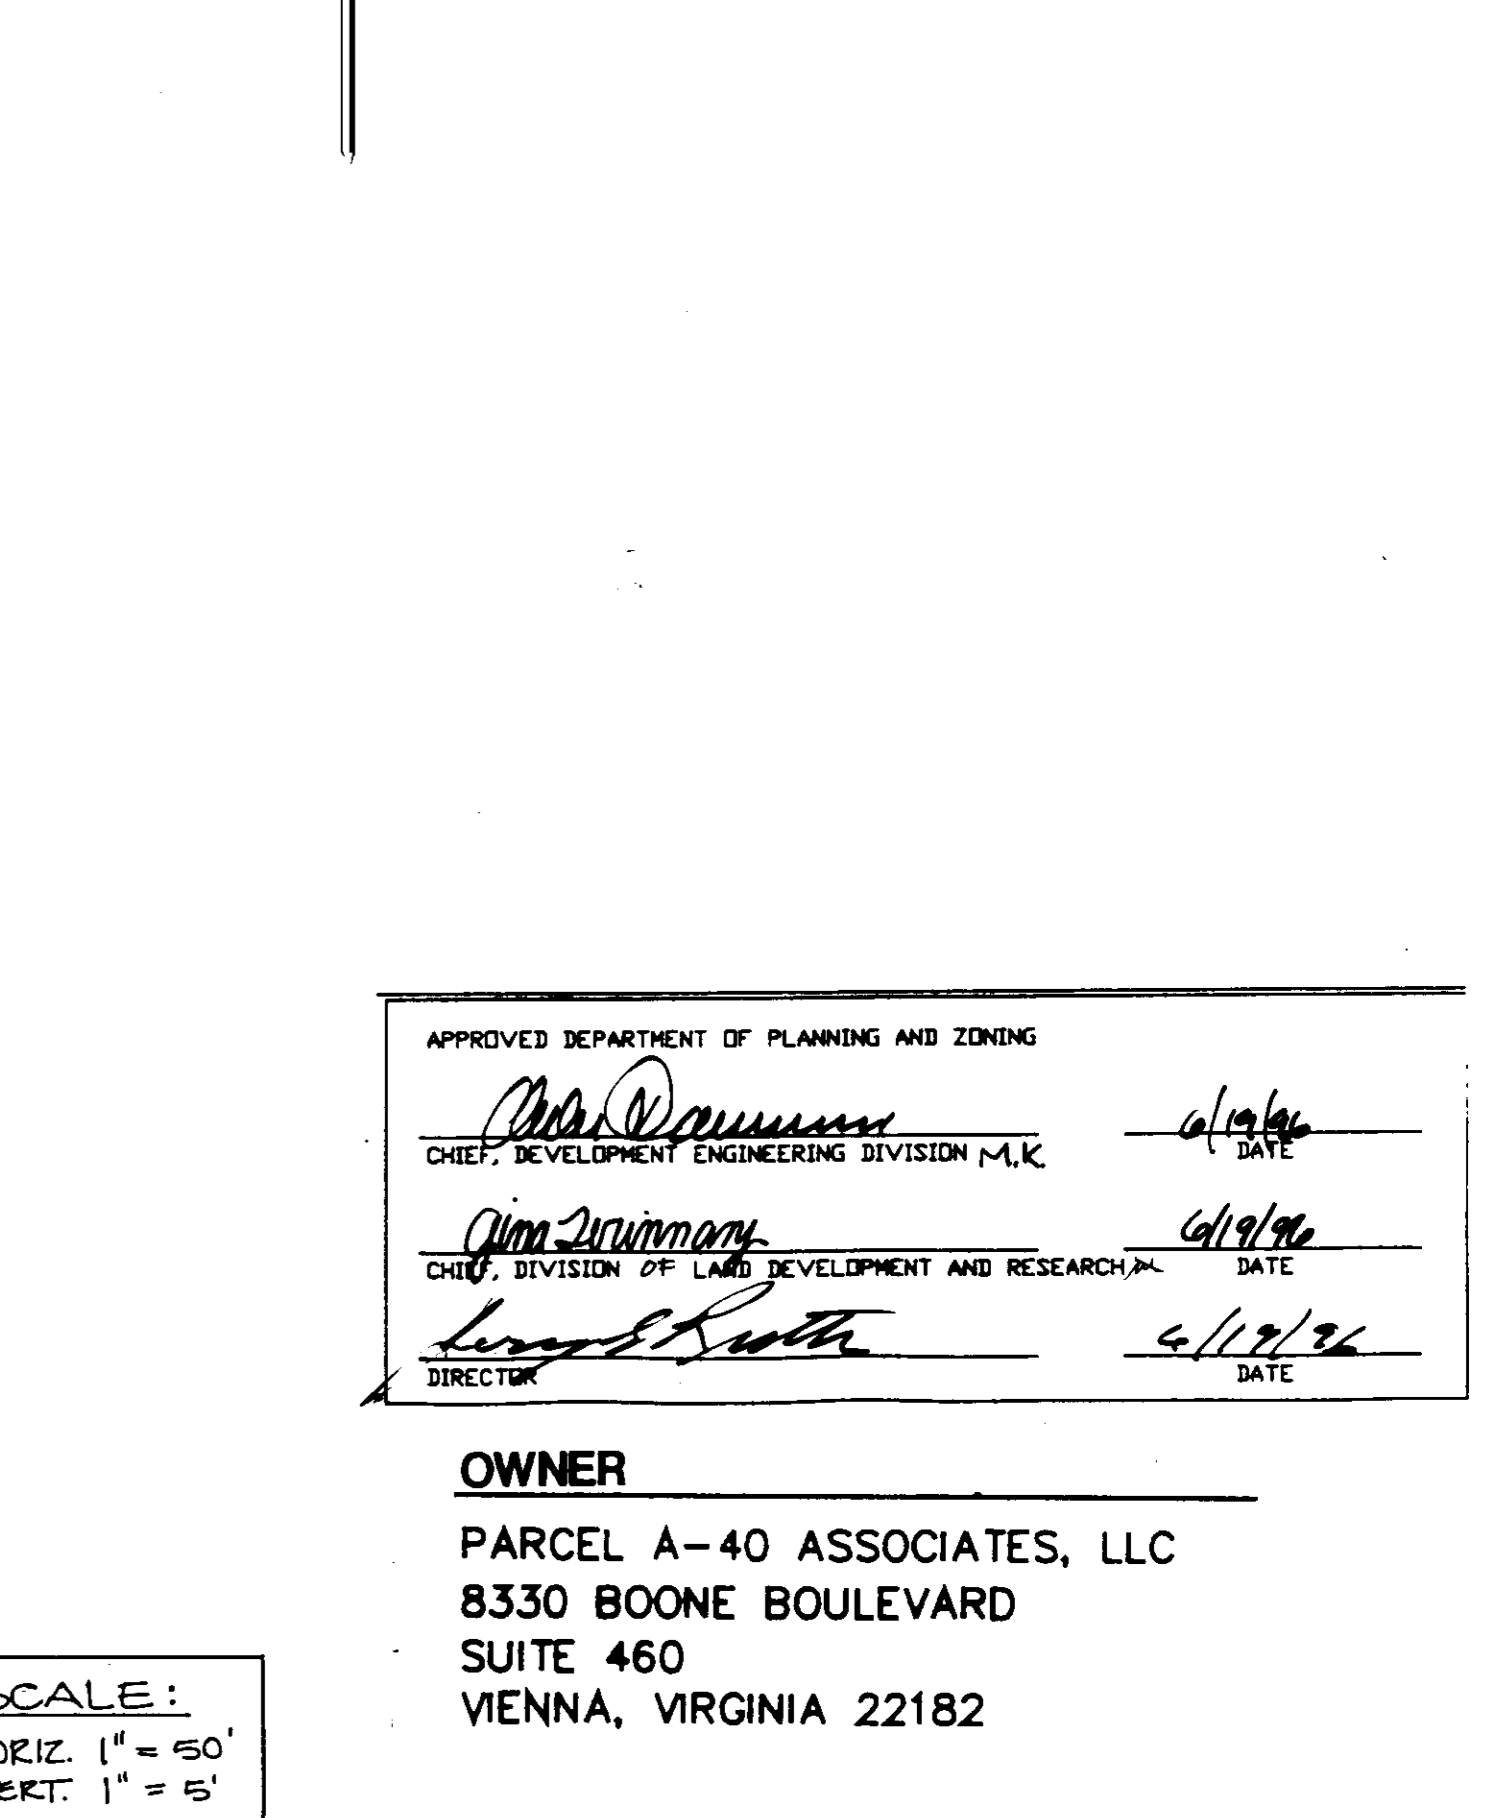 APPROVED DEPARTMENT OF PLANNING AND ZONING
6/19/96
CHIEF, DEVELOPMENT ENGINEERING DIVISION M.K. DATE
6/19/96
CHIEF, DIVISION OF LAND DEVELOPMENT AND RESEARCH DATE
6/19/96
DIRECTOR DATE
OWNER
PARCEL A-40 ASSOCIATES, LLC
8330 BOONE BOULEVARD
SUITE 460
VIENNA, VIRGINIA 22182
SCALE:
HORIZ. 1" = 50'
VERT. 1" = 5'